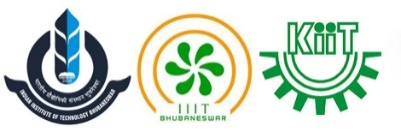 INDIAN INSTITUTE OF TECHNOLOGY BHUBANESWAR
IIIT
BHUBANESWAR
KiiT